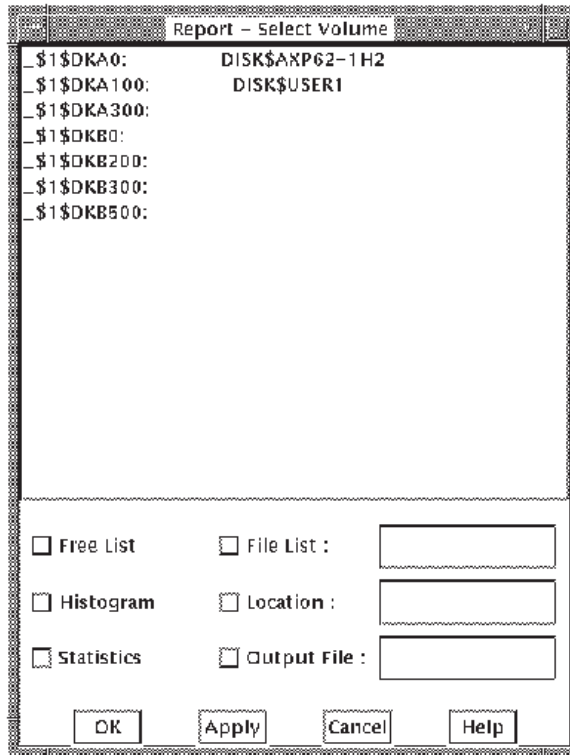 Report - Select Volume
_$1$DKA0: DISK$AXP62-1H2
_$1$DKA100: DISK$USER1
_$1$DKA300:
_$1$DKB0:
_$1$DKB200:
_$1$DKB300:
_$1$DKB500:
Free List File List :
Histogram Location :
Statistics Output File :
OK Apply Cancel Help